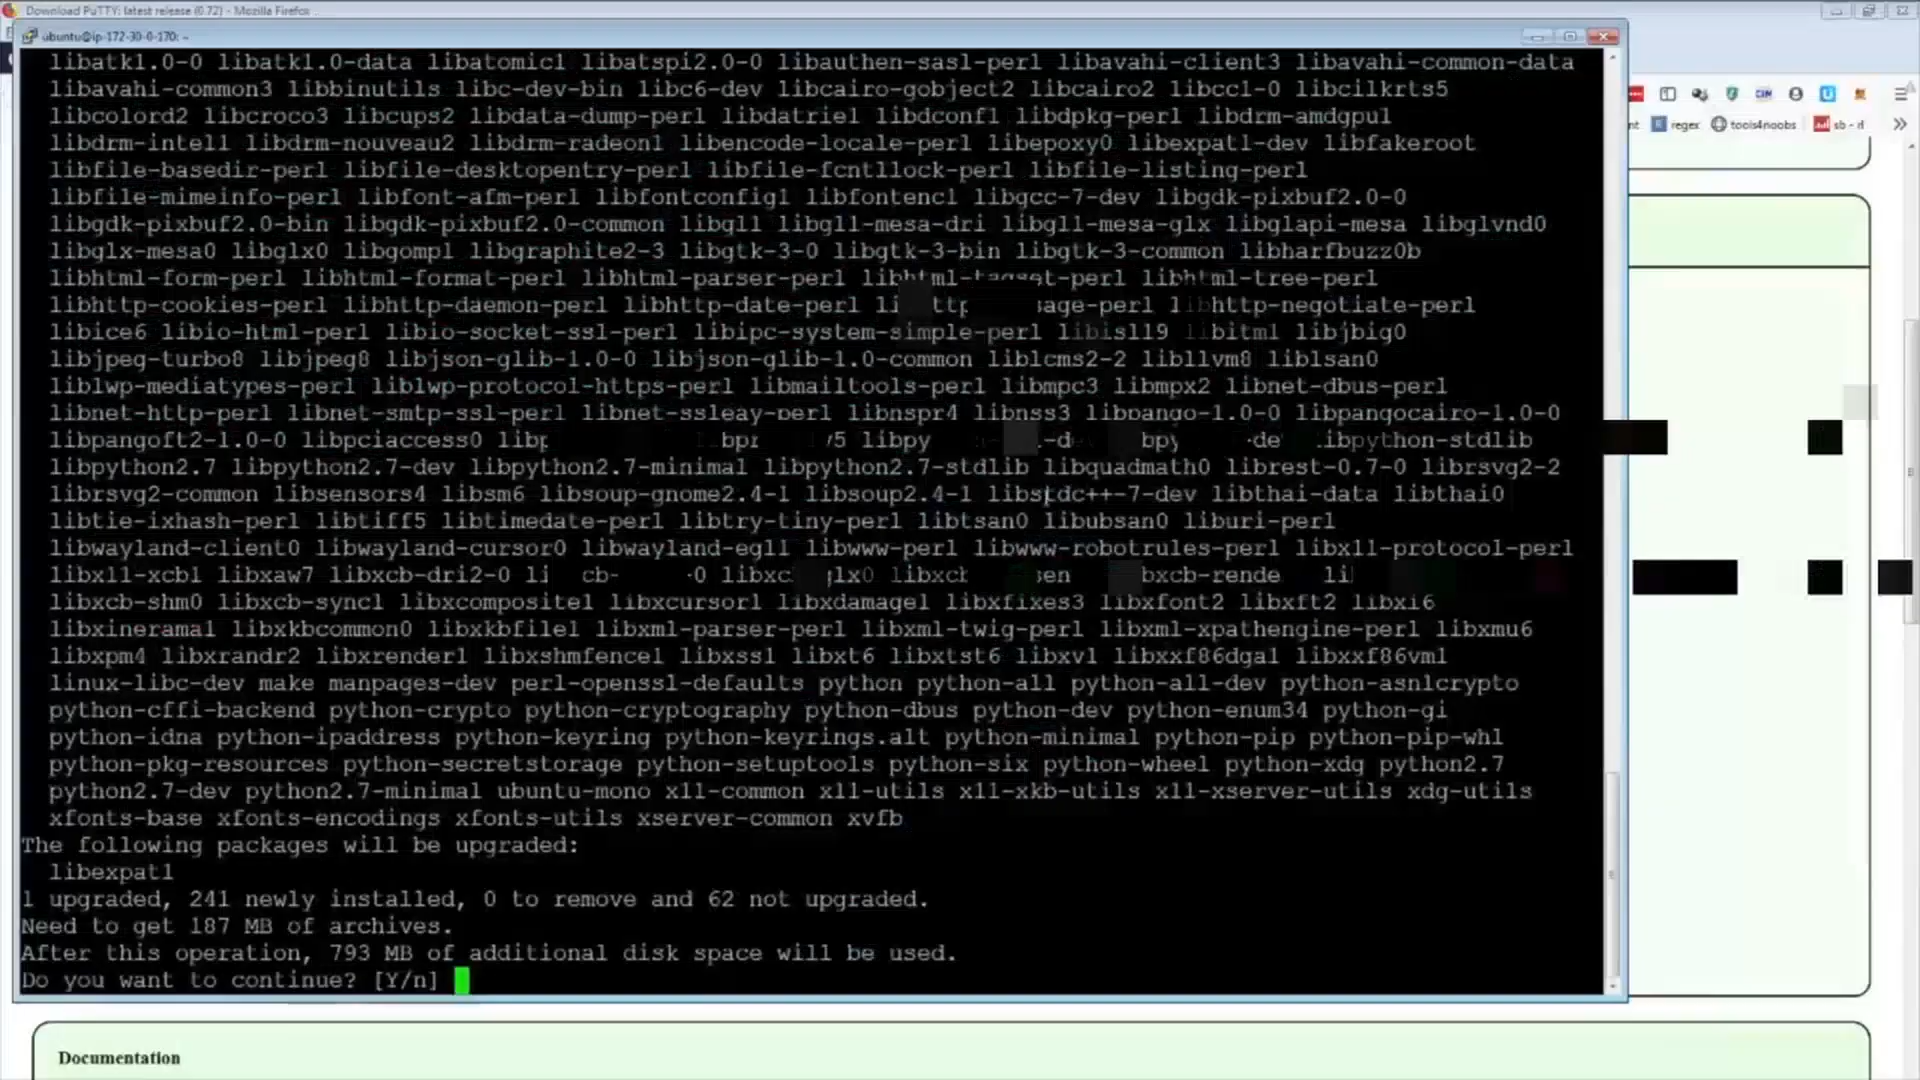 Download PuTTY: latest release (0.72) - Mozilla Firefox
ubuntu@ip-172-30-0-170: ~
libatk1.0-0 libatk1.0-data libatomic1 libatspi2.0-0 libauthen-sasl-perl libavahi-client3 libavahi-common-data
libavahi-common3 libbinutils libc-dev-bin libc6-dev libcairo-gobject2 libcairo2 libcc1-0 libcilkrts5
libcolord2 libcroco3 libcups2 libdata-dump-perl libdatrie1 libdconf1 libdpkg-perl libdrm-amdgpu1
libdrm-intel1 libdrm-nouveau2 libdrm-radeon1 libencode-locale-perl libepoxy0 libexpat1-dev libfakeroot
libfile-basedir-perl libfile-desktopentry-perl libfile-fcntllock-perl libfile-listing-perl
libfile-mimeinfo-perl libfont-afm-perl libfontconfig1 libfontenc1 libgcc-7-dev libgdk-pixbuf2.0-0
libgdk-pixbuf2.0-bin libgdk-pixbuf2.0-common libgl1 libgl1-mesa-dri libgl1-mesa-glx libglapi-mesa libglvnd0
libglx-mesa0 libglx0 libgomp1 libgraphite2-3 libgtk-3-0 libgtk-3-bin libgtk-3-common libharfbuzz0b
libhtml-form-perl libhtml-format-perl libhtml-parser-perl libhtml-tagset-perl libhtml-tree-perl
libhttp-cookies-perl libhttp-daemon-perl libhttp-date-perl libhttp-negotiate-perl
libice6 libio-html-perl libio-socket-ssl-perl libipc-system-simple-perl libisl19 libitm1 libjbig0
libjpeg-turbo8 libjpeg8 libjson-glib-1.0-0 libjson-glib-1.0-common liblcms2-2 libllvm8 liblsan0
liblwp-mediatypes-perl liblwp-protocol-https-perl libmailtools-perl libmpc3 libmpx2 libnet-dbus-perl
libnet-http-perl libnet-smtp-ssl-perl libnet-ssleay-perl libnspr4 libnss3 libpango-1.0-0 libpangocairo-1.0-0
libpangoft2-1.0-0 libpciaccess0 libpython-stdlib
libpython2.7 libpython2.7-dev libpython2.7-minimal libpython2.7-stdlib libquadmath0 librest-0.7-0 librsvg2-2
librsvg2-common libsensors4 libsm6 libsoup-gnome2.4-1 libsoup2.4-1 libstdc++-7-dev libthai-data libthai0
libtie-ixhash-perl libtiff5 libtimedate-perl libtry-tiny-perl libtsan0 libubsan0 liburi-perl
libwayland-client0 libwayland-cursor0 libwayland-egl1 libwww-perl libwww-robotrules-perl libx11-protocol-perl
libx11-xcb1 libxaw7 libxcb-dri2-0
libxcb-shm0 libxcb-sync1 libxcomposite1 libxcursor1 libxdamage1 libxfixes3 libxfont2 libxft2 libxi6
libxinerama1 libxkbcommon0 libxkbfile1 libxml-parser-perl libxml-twig-perl libxml-xpathengine-perl libxmu6
libxpm4 libxrandr2 libxrender1 libxshmfence1 libxss1 libxt6 libxtst6 libxv1 libxxf86dga1 libxxf86vm1
linux-libc-dev make manpages-dev perl-openssl-defaults python python-all python-all-dev python-asn1crypto
python-cffi-backend python-crypto python-cryptography python-dbus python-dev python-enum34 python-gi
python-idna python-ipaddress python-keyring python-keyrings.alt python-minimal python-pip python-pip-whl
python-pkg-resources python-secretstorage python-setuptools python-six python-wheel python-xdg python2.7
python2.7-dev python2.7-minimal ubuntu-mono x11-common x11-utils x11-xkb-utils x11-xserver-utils xdg-utils
xfonts-base xfonts-encodings xfonts-utils xserver-common xvfb
The following packages will be upgraded:
libexpat1
1 upgraded, 241 newly installed, 0 to remove and 62 not upgraded.
Need to get 187 MB of archives.
After this operation, 793 MB of additional disk space will be used.
Do you want to continue? [Y/n]
regex tools4noobs
Documentation